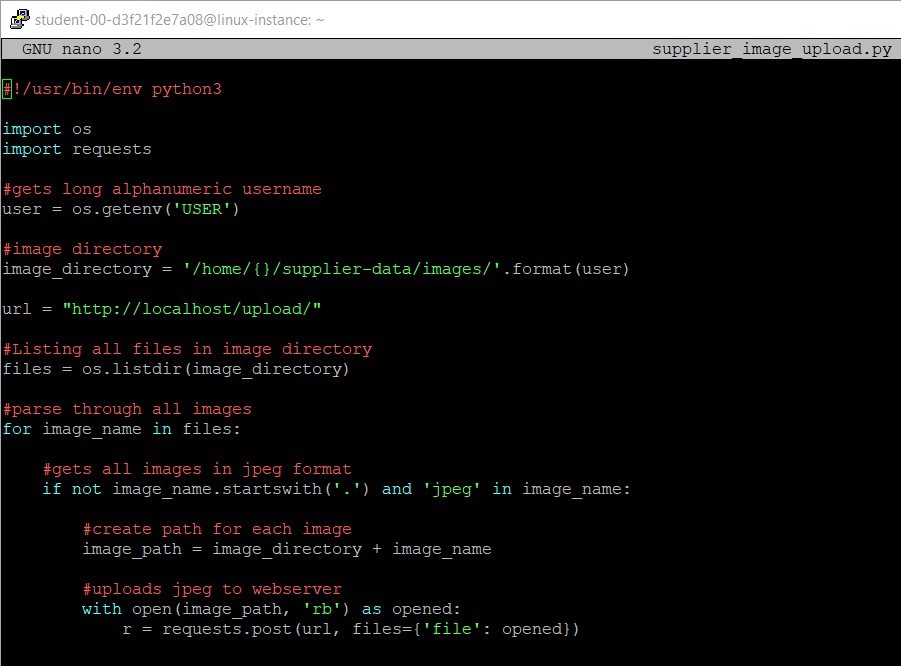 student-00-d3f21f2e7a08@linux-instance: ~
GNU nano 3.2 supplier_image_upload.py
#!/usr/bin/env python3
import os
import requests
#gets long alphanumeric username
user = os.getenv('USER')
#image directory
image_directory = '/home/{}/supplier-data/images/'.format(user)
url = "http://localhost/upload/"
#Listing all files in image directory
files = os.listdir(image_directory)
#parse through all images
for image_name in files:
    #gets all images in jpeg format
    if not image_name.startswith('.') and 'jpeg' in image_name:
        #create path for each image
        image_path = image_directory + image_name
        #uploads jpeg to webserver
        with open(image_path, 'rb') as opened:
            r = requests.post(url, files={'file': opened})